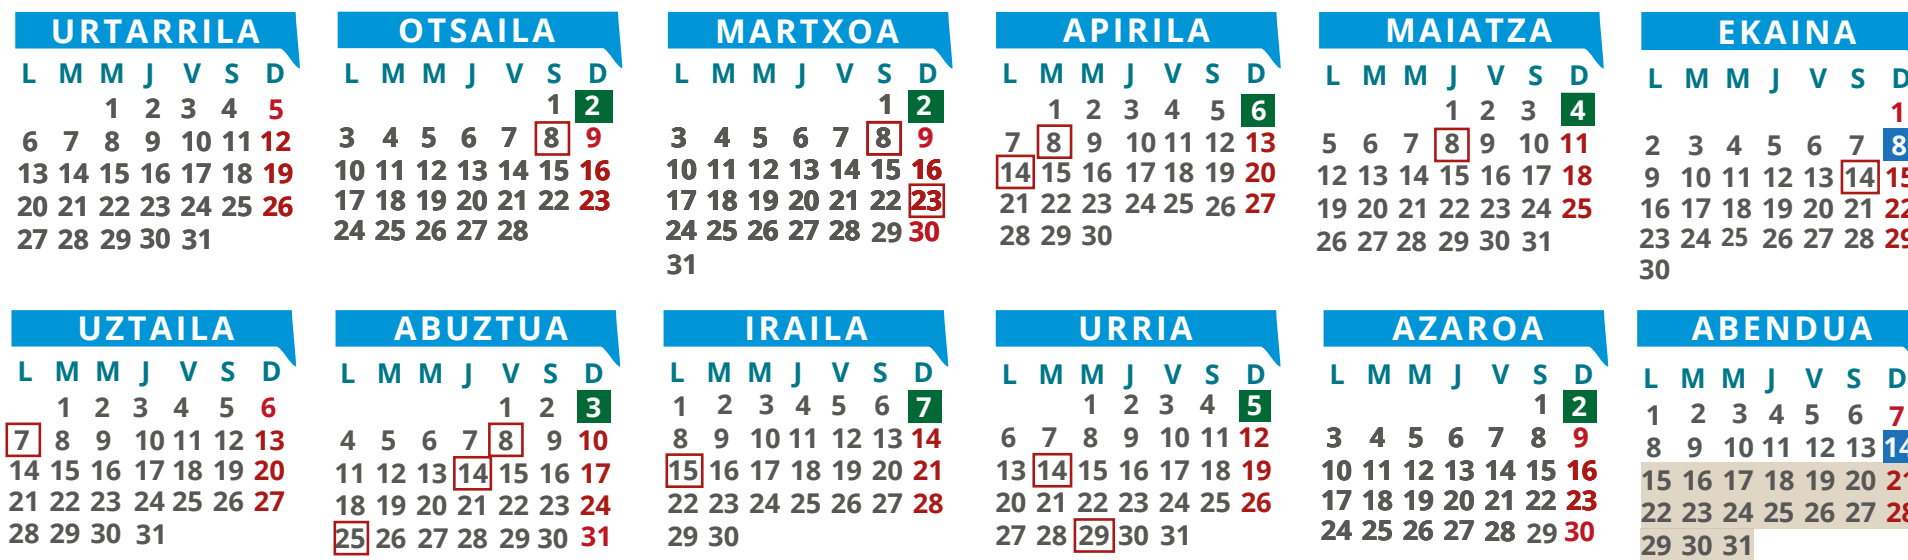 URTARRILA
L M M J V S D
1 2 3 4 5
6 7 8 9 10 11 12
13 14 15 16 17 18 19
20 21 22 23 24 25 26
27 28 29 30 31
OTSAILA
L M M J V S D
1 2
3 4 5 6 7 8 9
10 11 12 13 14 15 16
17 18 19 20 21 22 23
24 25 26 27 28
MARTXOA
L M M J V S D
1 2
3 4 5 6 7 8 9
10 11 12 13 14 15 16
17 18 19 20 21 22 23
24 25 26 27 28 29 30
31
APIRILA
L M M J V S D
1 2 3 4 5 6
7 8 9 10 11 12 13
14 15 16 17 18 19 20
21 22 23 24 25 26 27
28 29 30
MAIATZA
L M M J V S D
1 2 3 4
5 6 7 8 9 10 11
12 13 14 15 16 17 18
19 20 21 22 23 24 25
26 27 28 29 30 31
EKAINA
L M M J V S D
1
2 3 4 5 6 7 8
9 10 11 12 13 14 15
16 17 18 19 20 21 22
23 24 25 26 27 28 29
30
UZTAILA
L M M J V S D
1 2 3 4 5 6
7 8 9 10 11 12 13
14 15 16 17 18 19 20
21 22 23 24 25 26 27
28 29 30 31
ABUZTUA
L M M J V S D
1 2 3
4 5 6 7 8 9 10
11 12 13 14 15 16 17
18 19 20 21 22 23 24
25 26 27 28 29 30 31
IRAILA
L M M J V S D
1 2 3 4 5 6 7
8 9 10 11 12 13 14
15 16 17 18 19 20 21
22 23 24 25 26 27 28
29 30
URRIA
L M M J V S D
1 2 3 4 5
6 7 8 9 10 11 12
13 14 15 16 17 18 19
20 21 22 23 24 25 26
27 28 29 30 31
AZAROA
L M M J V S D
1 2
3 4 5 6 7 8 9
10 11 12 13 14 15 16
17 18 19 20 21 22 23
24 25 26 27 28 29 30
ABENDUA
L M M J V S D
1 2 3 4 5 6 7
8 9 10 11 12 13 14
15 16 17 18 19 20 21
22 23 24 25 26 27 28
29 30 31